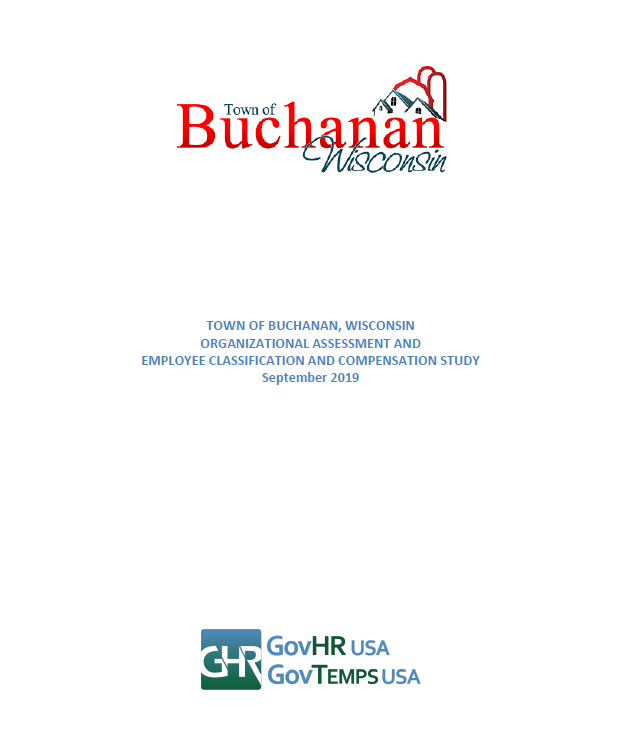 Town of
Buchanan
Wisconsin
TOWN OF BUCHANAN, WISCONSIN
ORGANIZATIONAL ASSESSMENT AND
EMPLOYEE CLASSIFICATION AND COMPENSATION STUDY
September 2019
GHR GovHR USA
GovTEMPS USA